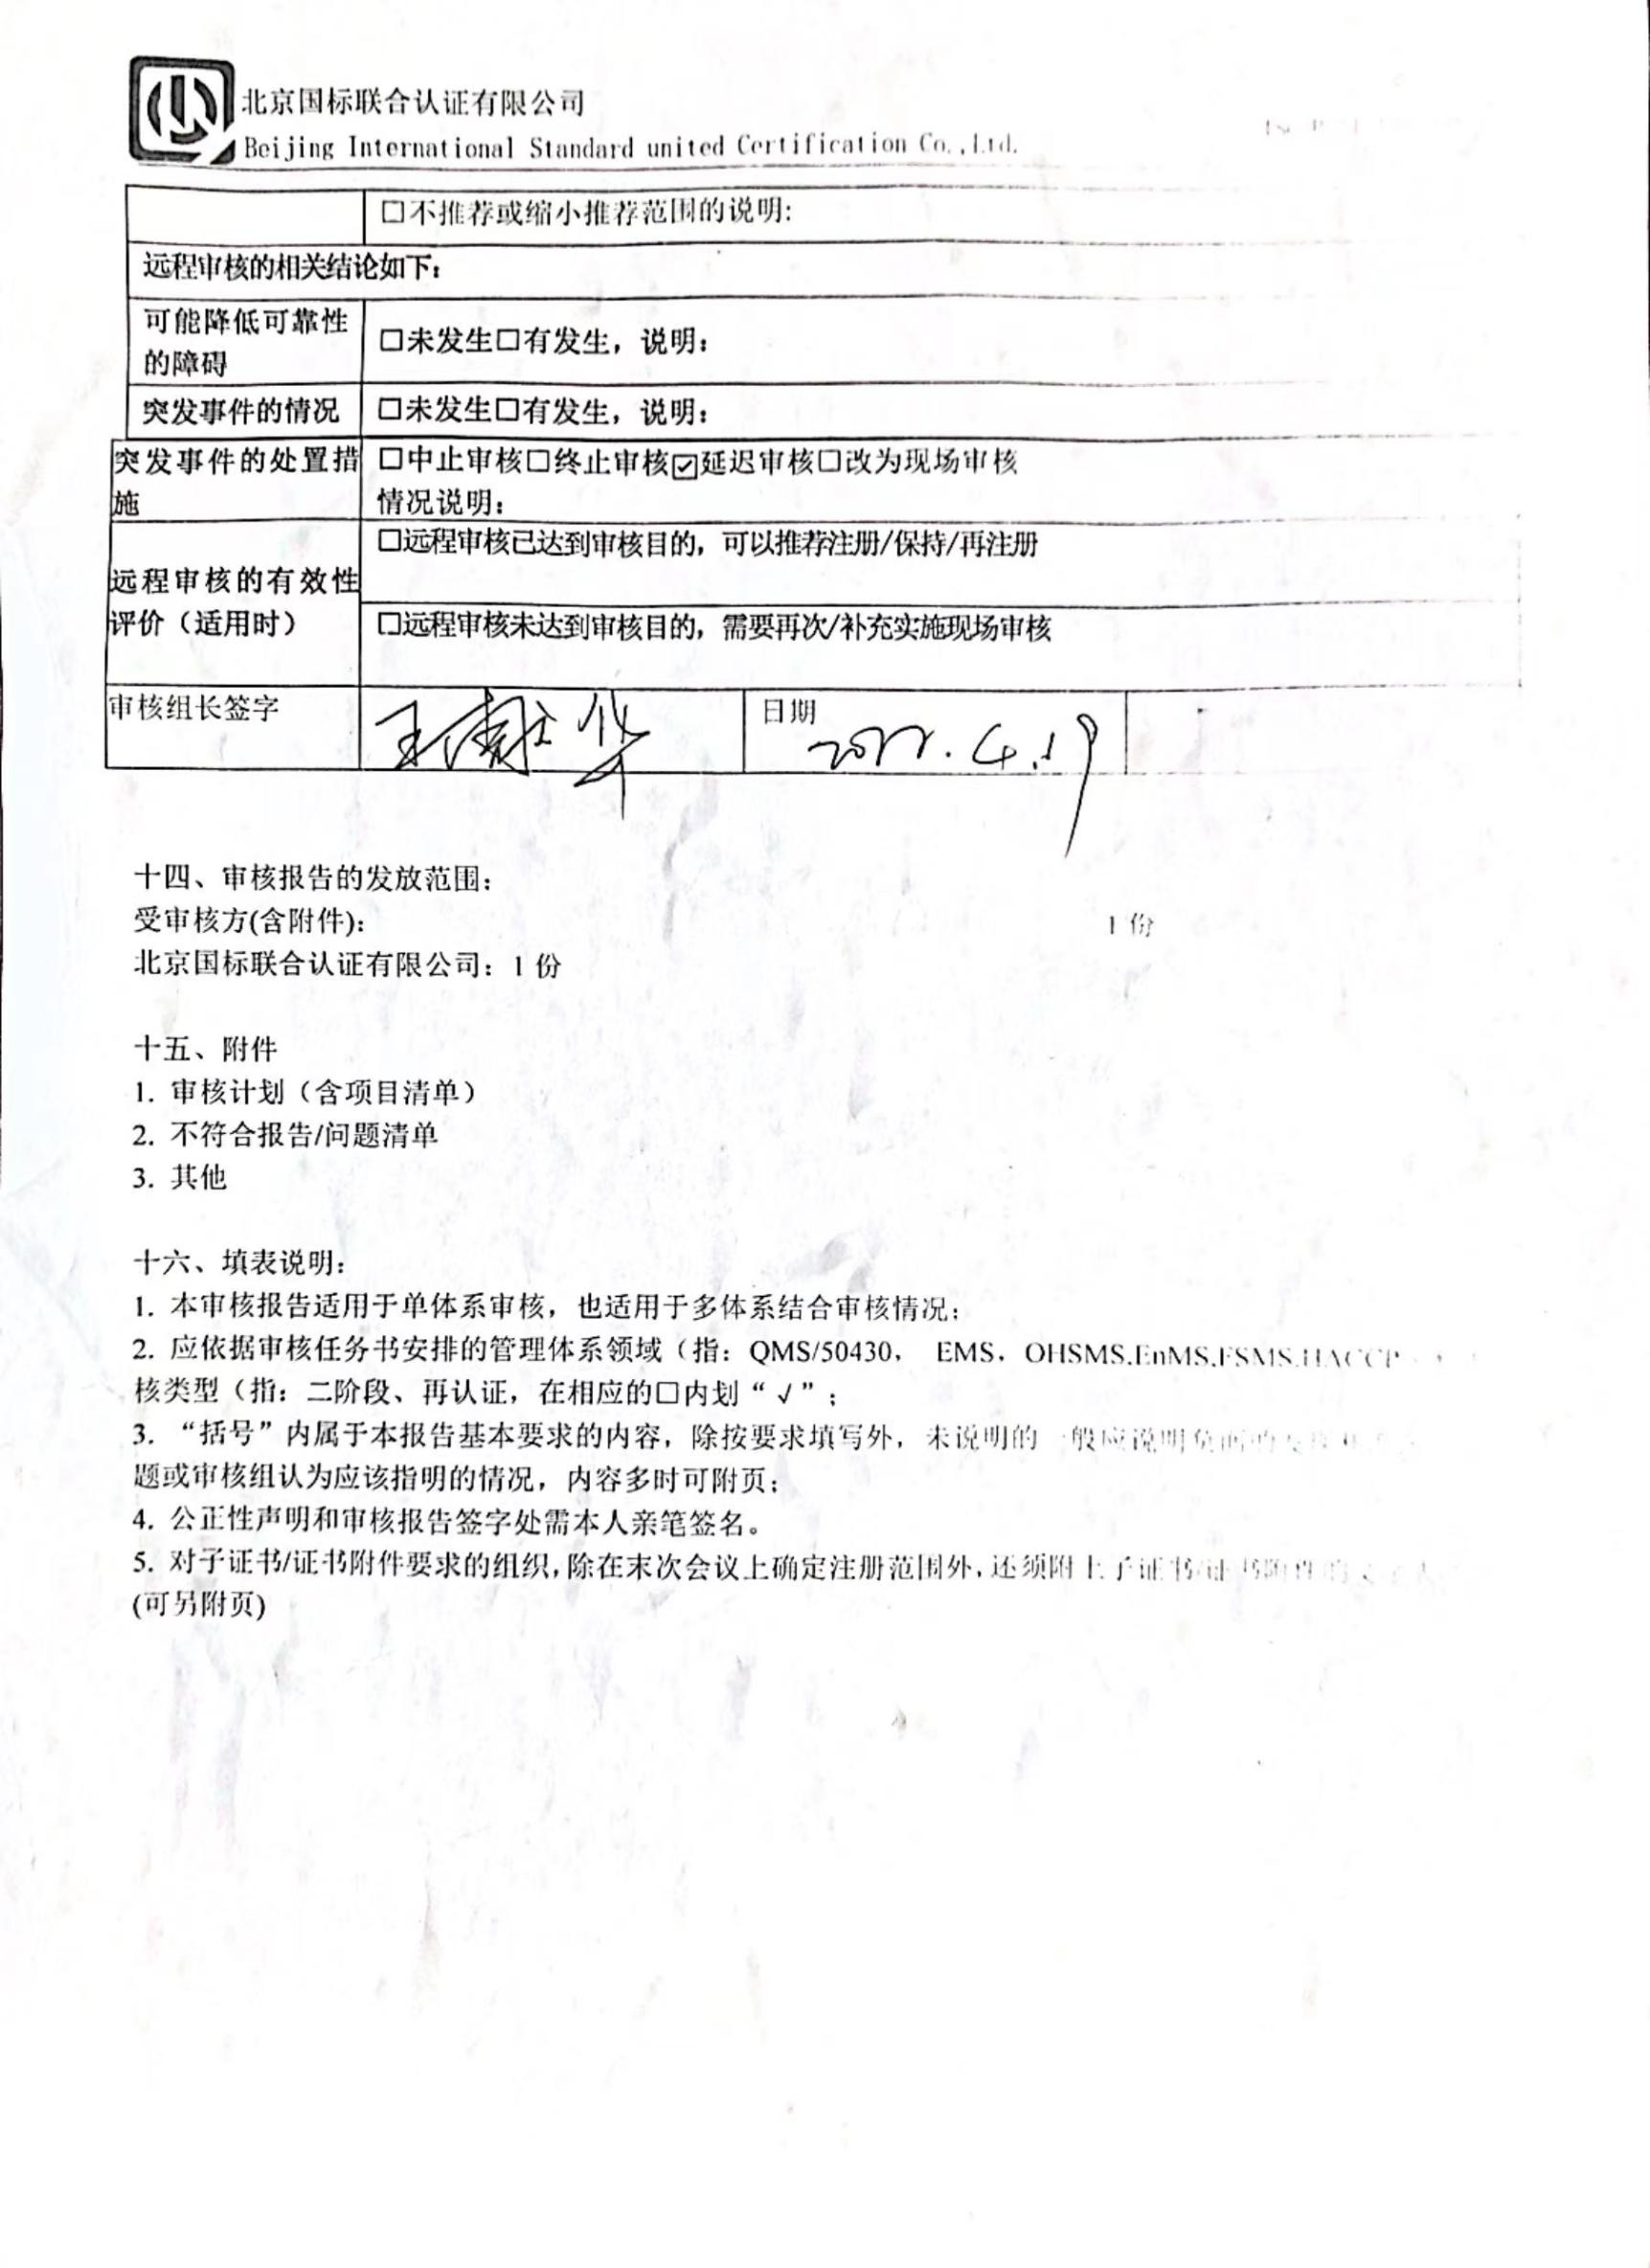 北京国标联合认证有限公司
Beijing International Standard united Certification Co.,Ltd.
□不推荐或缩小推荐范围的说明:
远程审核的相关结论如下：
可能降低可靠性
的障碍
□未发生□有发生，说明：
突发事件的情况
□未发生□有发生，说明：
突发事件的处置措
施
□中止审核□终止审核☑延迟审核□改为现场审核
情况说明：
远程审核的有效性
评价（适用时）
□远程审核已达到审核目的，可以推荐注册/保持/再注册
□远程审核未达到审核目的，需要再次/补充实施现场审核
审核组长签字
王献华
日期
2022.4.19
十四、审核报告的发放范围：
受审核方(含附件)：
1 份
北京国标联合认证有限公司：1 份
十五、附件
1. 审核计划（含项目清单）
2. 不符合报告/问题清单
3. 其他
十六、填表说明：
1. 本审核报告适用于单体系审核，也适用于多体系结合审核情况；
2. 应依据审核任务书安排的管理体系领域（指：QMS/50430， EMS，OHSMS.EnMS.FSMS.HACCP
核类型（指：二阶段、再认证，在相应的□内划“√”；
3. “括号”内属于本报告基本要求的内容，除按要求填写外，未说明的一般应说明
题或审核组认为应该指明的情况，内容多时可附页；
4. 公正性声明和审核报告签字处需本人亲笔签名。
5. 对子证书/证书附件要求的组织,除在末次会议上确定注册范围外,还须附上子证书/证书附件的
(可另附页)